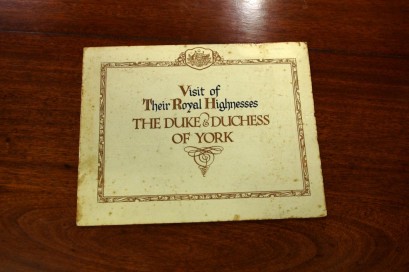 Visit of
Their Royal Highnesses
THE DUKE & DUCHESS
OF YORK